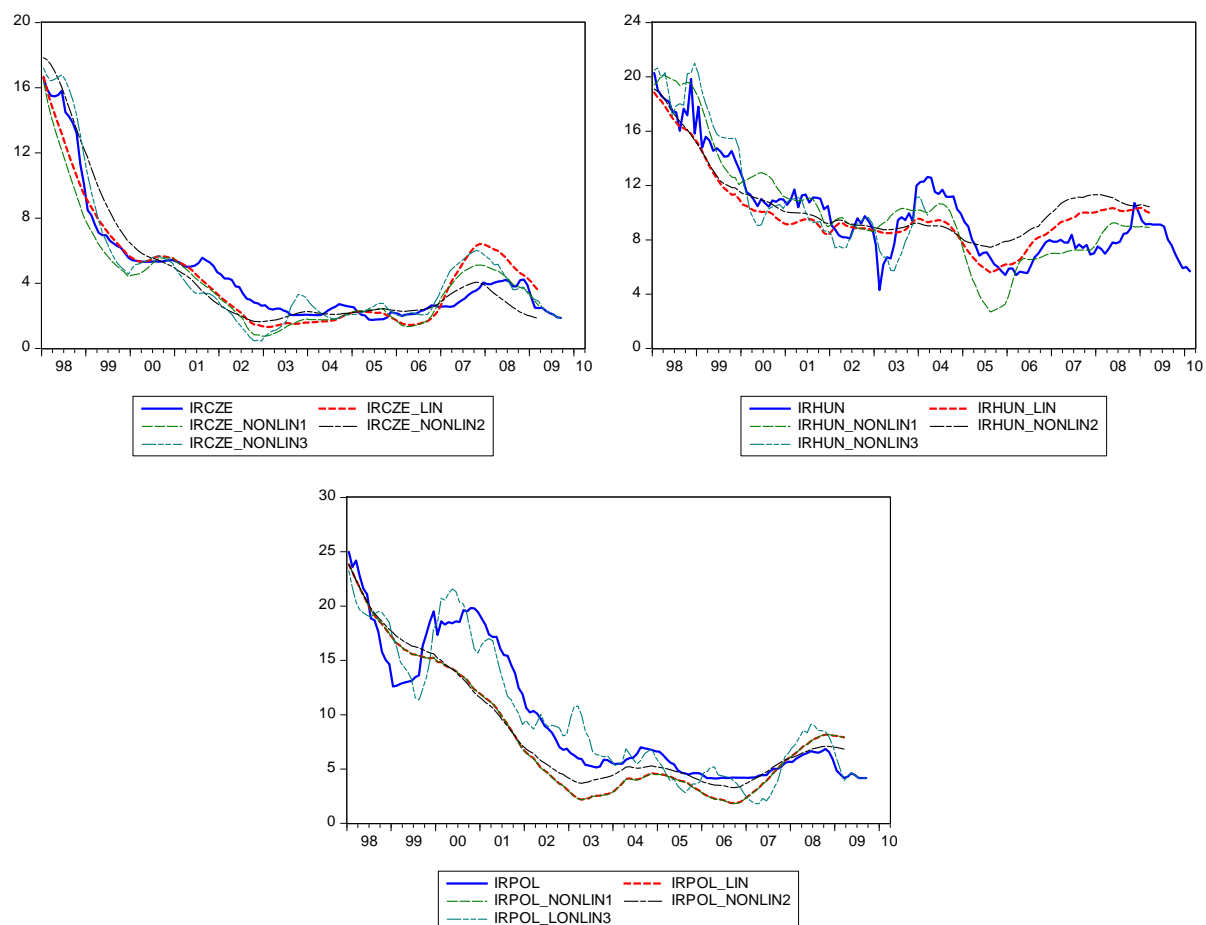 20
16
12
8
4
0
98 99 00 01 02 03 04 05 06 07 08 09 10
IRCZE IRCZE_LIN
IRCZE_NONLIN1 IRCZE_NONLIN2
IRCZE_NONLIN3
24
20
16
12
8
4
0
98 99 00 01 02 03 04 05 06 07 08 09 10
IRHUN IRHUN_LIN
IRHUN_NONLIN1 IRHUN_NONLIN2
IRHUN_NONLIN3
30
25
20
15
10
5
0
98 99 00 01 02 03 04 05 06 07 08 09 10
IRPOL IRPOL_LIN
IRPOL_NONLIN1 IRPOL_NONLIN2
IRPOL_LONLIN3